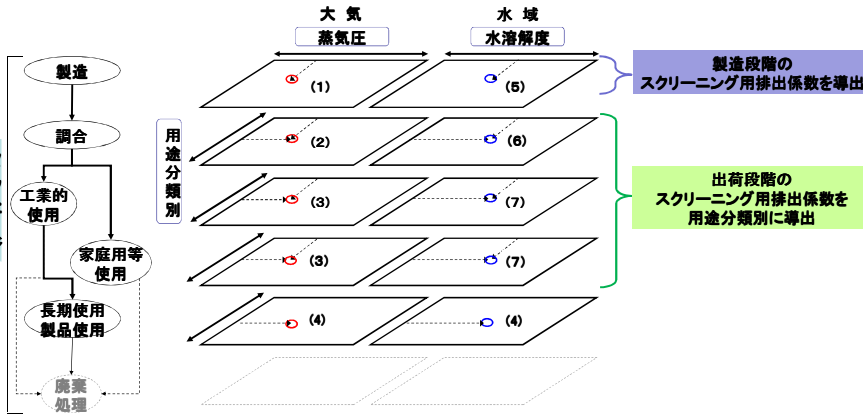 大 気
水 域
蒸気圧
水溶解度
製造
調合
工業的
使用
家庭用等
使用
長期使用
製品使用
廃棄
処理
用途分類別
(1)
(5)
(2)
(6)
(3)
(7)
(3)
(7)
(4)
(4)
製造段階の
スクリーニング用排出係数を導出
出荷段階の
スクリーニング用排出係数を
用途分類別に導出